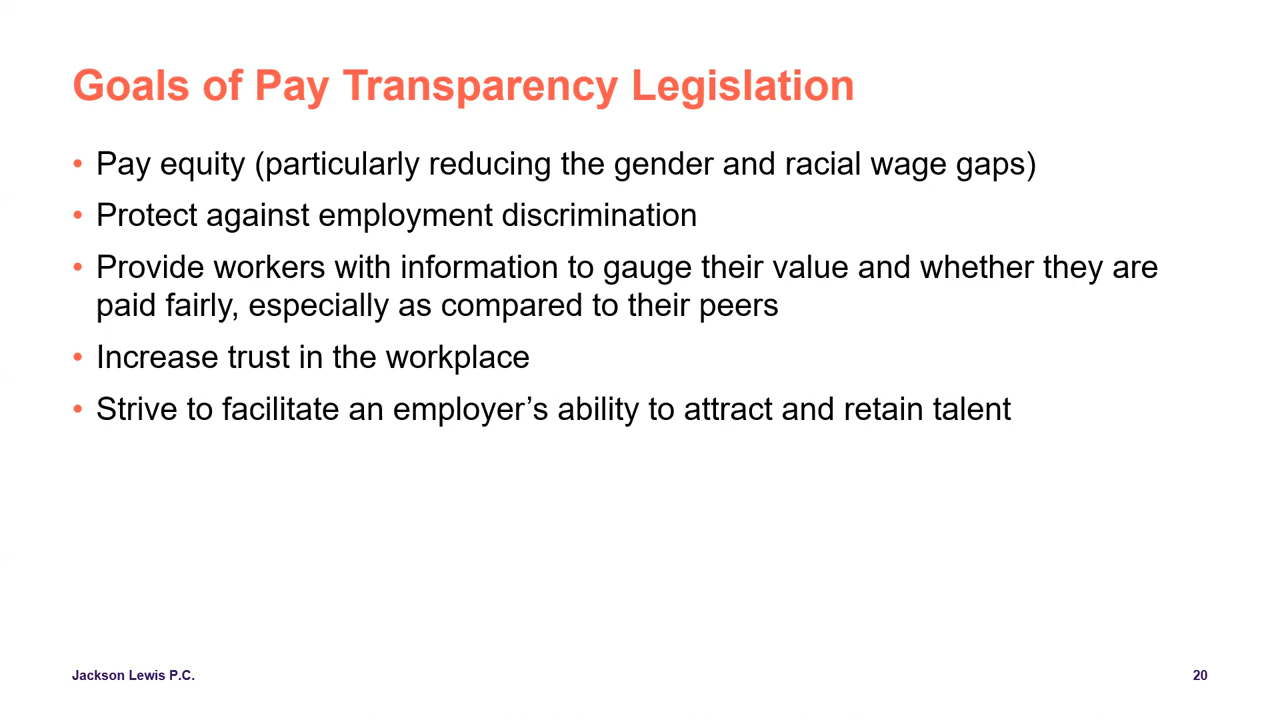 Goals of Pay Transparency Legislation
• Pay equity (particularly reducing the gender and racial wage gaps)
• Protect against employment discrimination
• Provide workers with information to gauge their value and whether they are
paid fairly, especially as compared to their peers
• Increase trust in the workplace
• Strive to facilitate an employer’s ability to attract and retain talent
Jackson Lewis P.C.
20